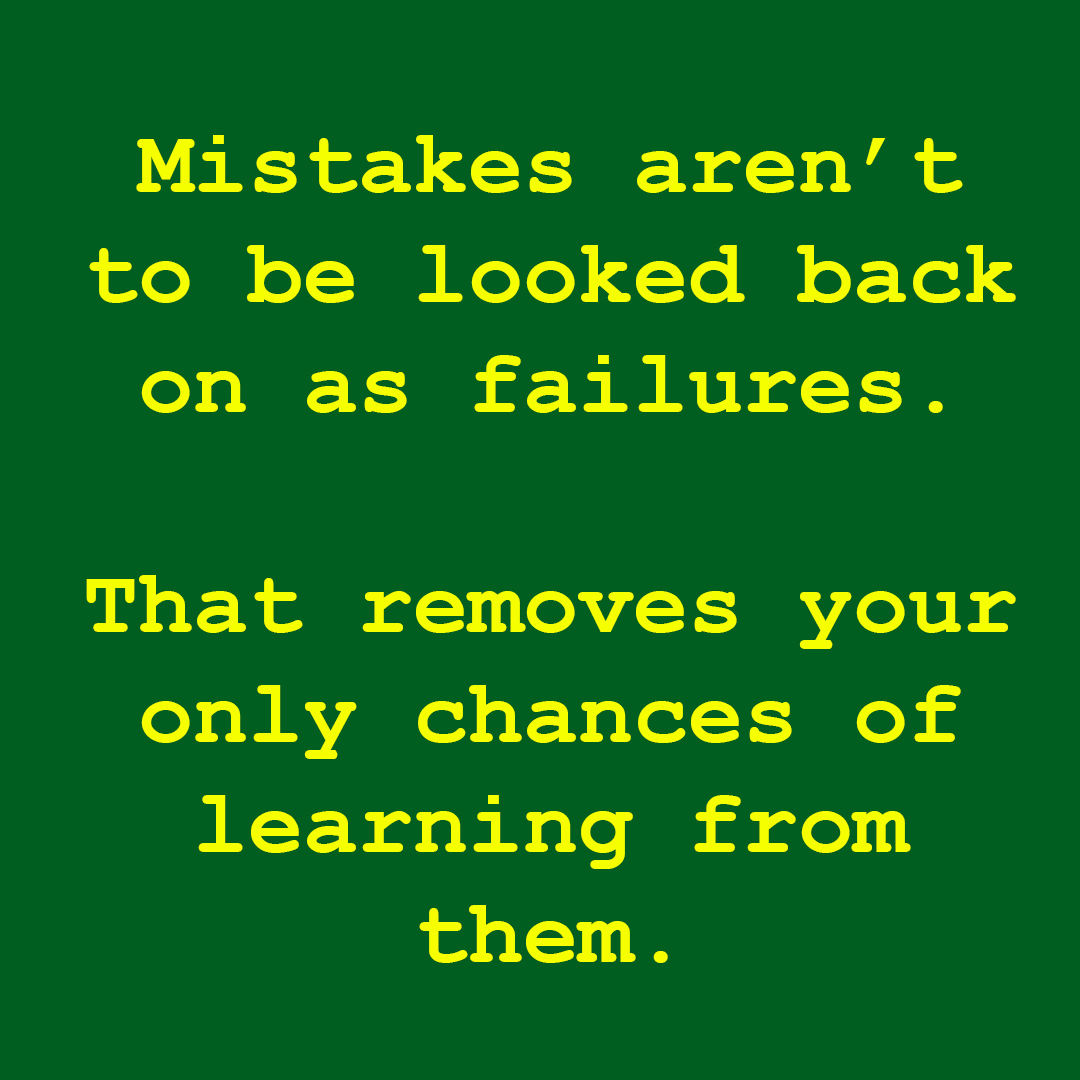 Mistakes aren’t
to be looked back
on as failures.
That removes your
only chances of
learning from
them.